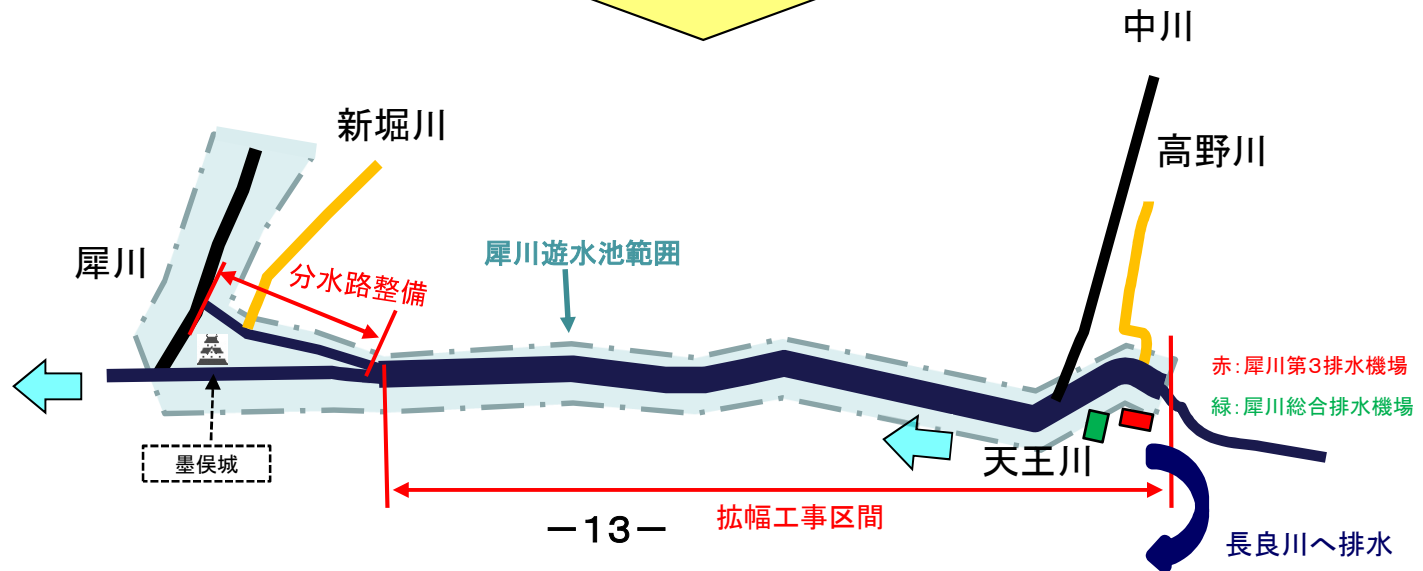 中川
新堀川
高野川
犀川
犀川遊水池範囲
分水路整備
赤:犀川第3排水機場
緑:犀川総合排水機場
墨俣城
天王川
拡幅工事区間
－13－
長良川へ排水